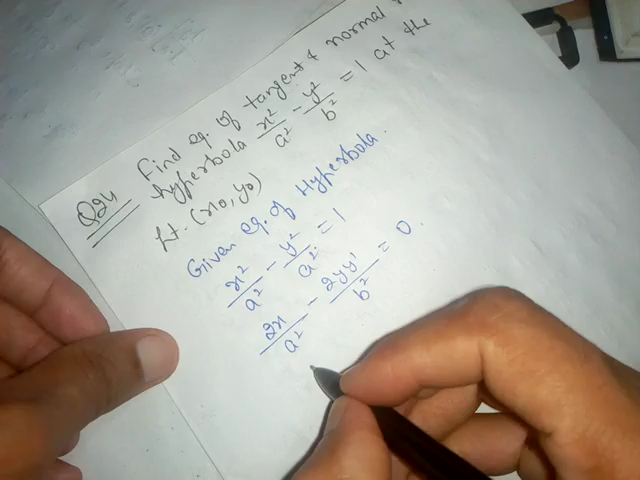 Q24 Find eq. of tangent & normal
hyperbola x²/a² - y²/b² = 1 at the
pt. (x0, y0)
Given eq. of Hyperbola.
x²/a² - y²/a² = 1
2x/a² - 2yy'/b² = 0.